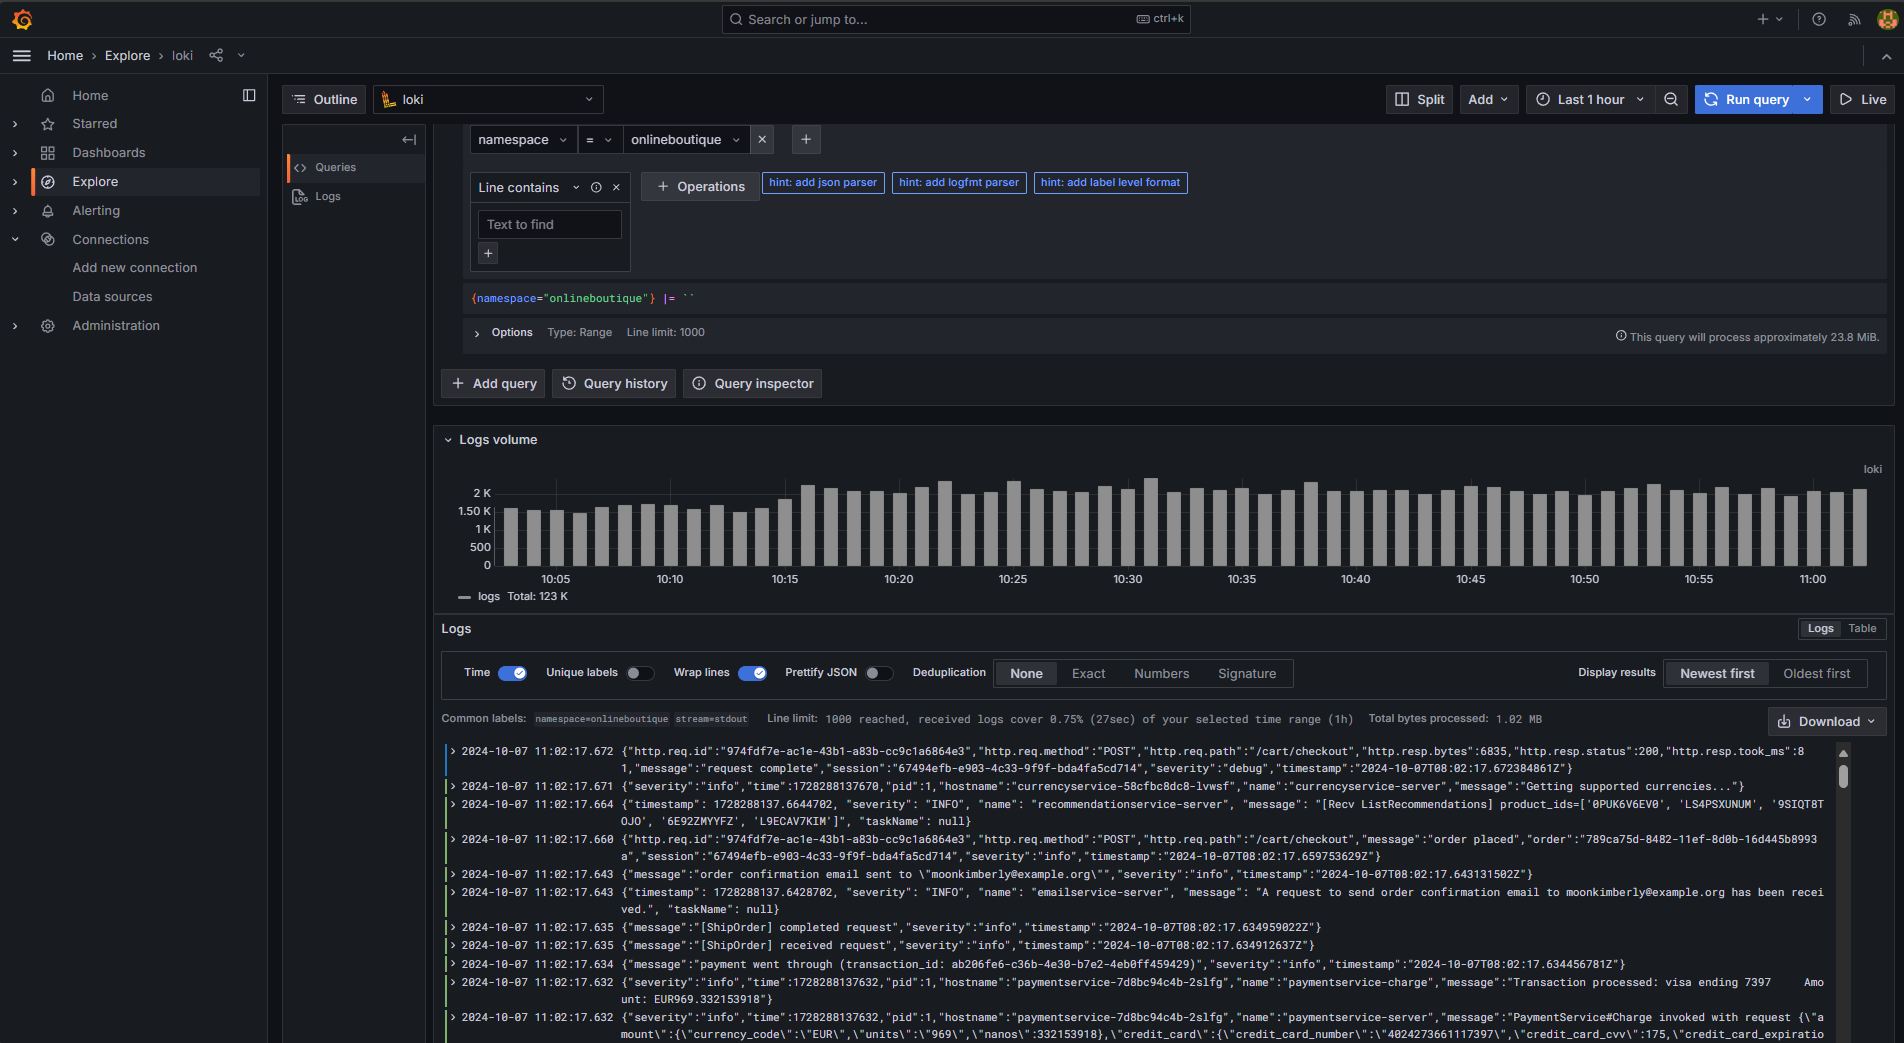 Search or jump to...
ctrl+k
Home › Explore › loki
Home
Starred
Dashboards
Explore
Alerting
Connections
Add new connection
Data sources
Administration
Outline
loki
Split
Add
Last 1 hour
Run query
Live
Queries
Logs
namespace
=
onlineboutique
Line contains
Operations
hint: add json parser
hint: add logfmt parser
hint: add label level format
Text to find
{namespace="onlineboutique"} |= ``
Options Type: Range Line limit: 1000
This query will process approximately 23.8 MiB.
Add query
Query history
Query inspector
Logs volume
loki
2 K
1.50 K
1 K
500
0
10:05 10:10 10:15 10:20 10:25 10:30 10:35 10:40 10:45 10:50 10:55 11:00
logs Total: 123 K
Logs
Logs Table
Time Unique labels Wrap lines Prettify JSON Deduplication None Exact Numbers Signature
Display results Newest first Oldest first
Common labels: namespace=onlineboutique stream=stdout Line limit: 1000 reached, received logs cover 0.75% (27sec) of your selected time range (1h) Total bytes processed: 1.02 MB
Download
2024-10-07 11:02:17.672 {"http.req.id":"974fdf7e-ac1e-43b1-a83b-cc9c1a6864e3","http.req.method":"POST","http.req.path":"/cart/checkout","http.resp.bytes":6835,"http.resp.status":200,"http.resp.took_ms":8
1,"message":"request complete","session":"67494efb-e903-4c33-9f9f-bda4fa5cd714","severity":"debug","timestamp":"2024-10-07T08:02:17.672384861Z"}
2024-10-07 11:02:17.671 {"severity":"info","time":1728288137670,"pid":1,"hostname":"currencyservice-58cfbc8dc8-lvwsf","name":"currencyservice-server","message":"Getting supported currencies..."}
2024-10-07 11:02:17.664 {"timestamp": 1728288137.6644702, "severity": "INFO", "name": "recommendationservice-server", "message": "[Recv ListRecommendations] product_ids=['0PUK6V6EV0', 'LS4PSXUNUM', '9SIQT8T
OJO', '6E92ZMYYFZ', 'L9ECAV7KIM']", "taskName": null}
2024-10-07 11:02:17.660 {"http.req.id":"974fdf7e-ac1e-43b1-a83b-cc9c1a6864e3","http.req.method":"POST","http.req.path":"/cart/checkout","message":"order placed","order":"789ca75d-8482-11ef-8d0b-16d445b8993
a","session":"67494efb-e903-4c33-9f9f-bda4fa5cd714","severity":"info","timestamp":"2024-10-07T08:02:17.659753629Z"}
2024-10-07 11:02:17.643 {"message":"order confirmation email sent to \"moonkimberly@example.org\"","severity":"info","timestamp":"2024-10-07T08:02:17.643131502Z"}
2024-10-07 11:02:17.643 {"timestamp": 1728288137.6428702, "severity": "INFO", "name": "emailservice-server", "message": "A request to send order confirmation email to moonkimberly@example.org has been recei
ved.", "taskName": null}
2024-10-07 11:02:17.635 {"message":"[ShipOrder] completed request","severity":"info","timestamp":"2024-10-07T08:02:17.634959022Z"}
2024-10-07 11:02:17.635 {"message":"[ShipOrder] received request","severity":"info","timestamp":"2024-10-07T08:02:17.634912637Z"}
2024-10-07 11:02:17.634 {"message":"payment went through (transaction_id: ab206fe6-c36b-4e30-b7e2-4eb0ff459429)","severity":"info","timestamp":"2024-10-07T08:02:17.634456781Z"}
2024-10-07 11:02:17.632 {"severity":"info","time":1728288137632,"pid":1,"hostname":"paymentservice-7d8bc94c4b-2slfg","name":"paymentservice-charge","message":"Transaction processed: visa ending 7397 Amo
unt: EUR969.332153918"}
2024-10-07 11:02:17.632 {"severity":"info","time":1728288137632,"pid":1,"hostname":"paymentservice-7d8bc94c4b-2slfg","name":"paymentservice-server","message":"PaymentService#Charge invoked with request {\"a
mount\":{\"currency_code\":\"EUR\",\"units\":\"969\",\"nanos\":332153918},\"credit_card\":{\"credit_card_number\":\"4024273661117397\",\"credit_card_cvv\":175,\"credit_card_expiratio